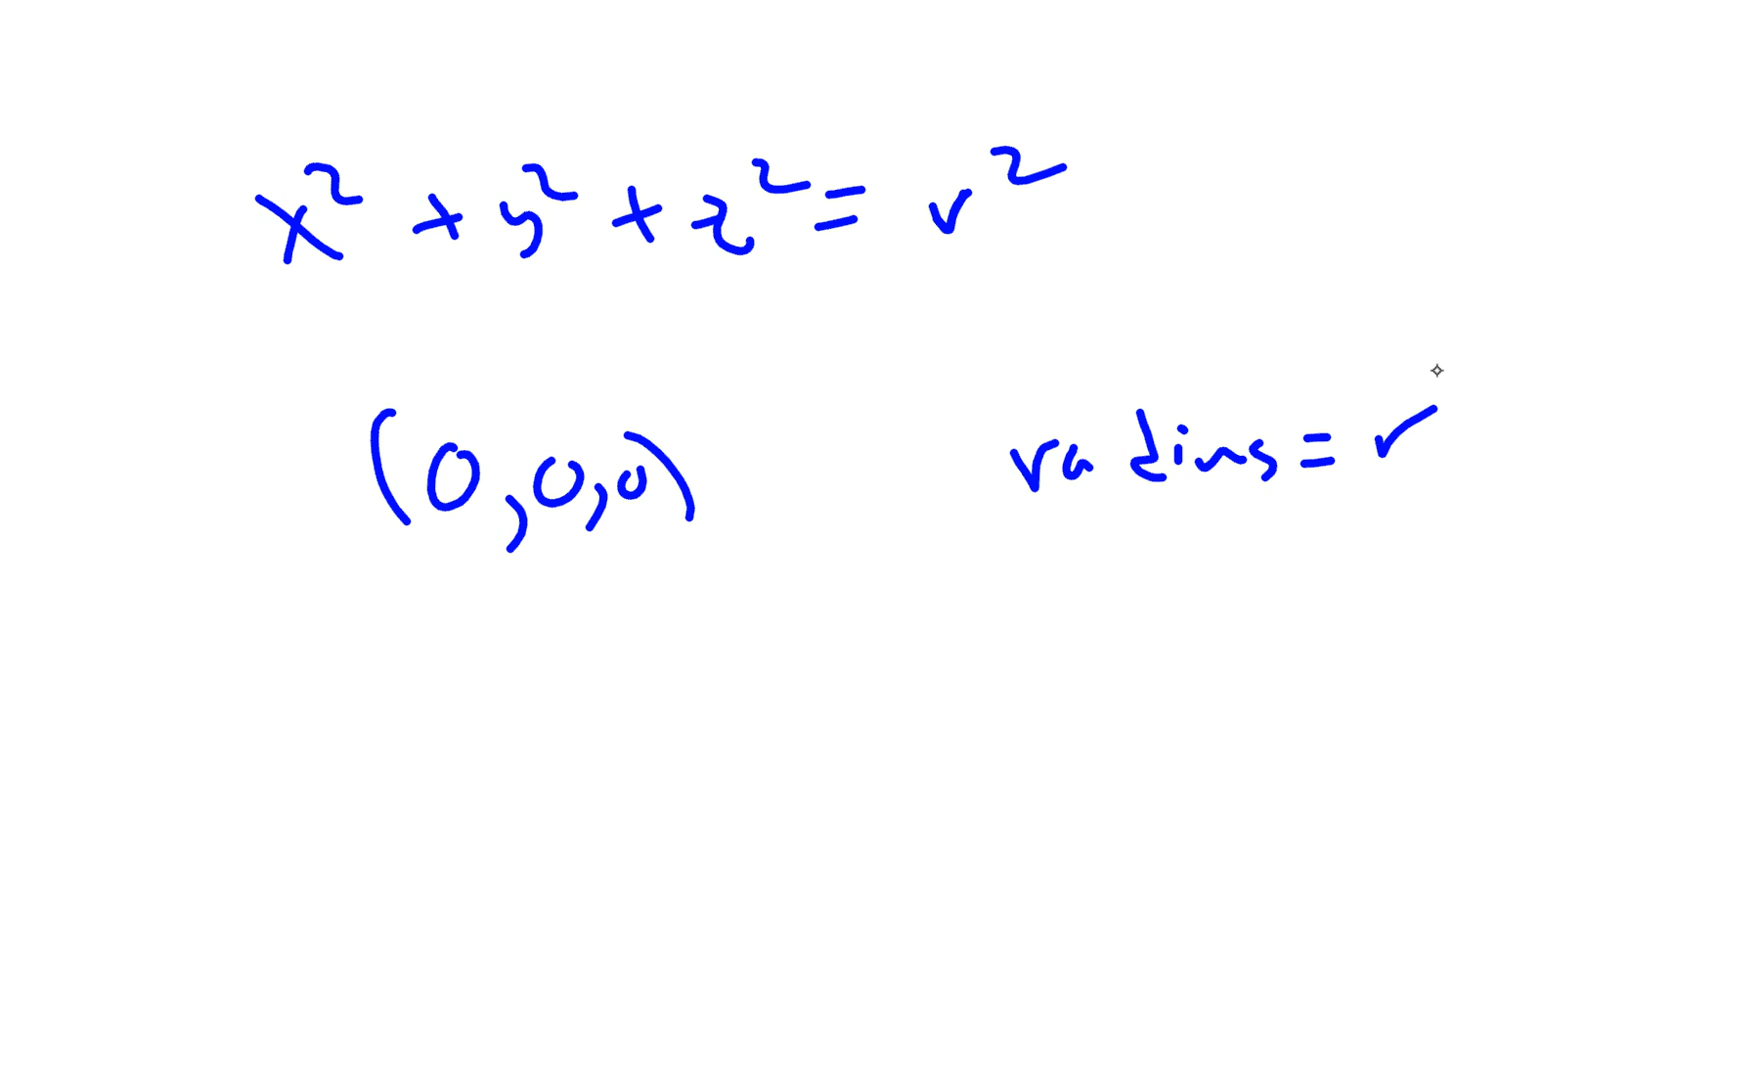 x² + y² + z² = r²
(0,0,0) radius = r